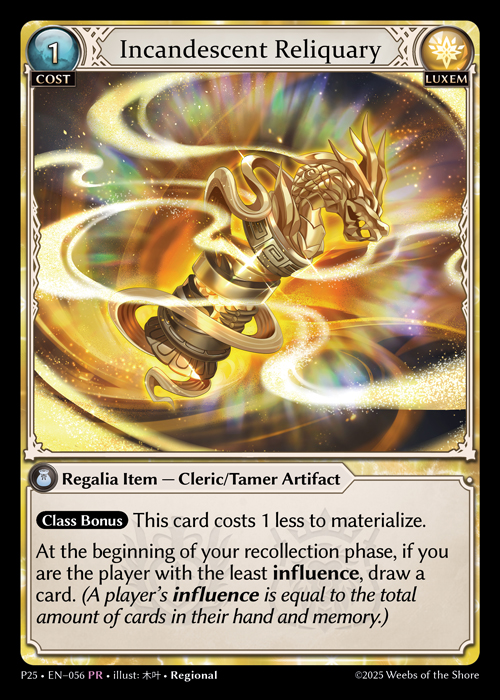 1
Incandescent Reliquary
COST
LUXEM
Regalia Item — Cleric/Tamer Artifact
Class Bonus This card costs 1 less to materialize.
At the beginning of your recollection phase, if you
are the player with the least influence, draw a
card. (A player's influence is equal to the total
amount of cards in their hand and memory.)
P25 • EN–056 PR • illust: 木叶 • Regional
©2025 Weebs of the Shore